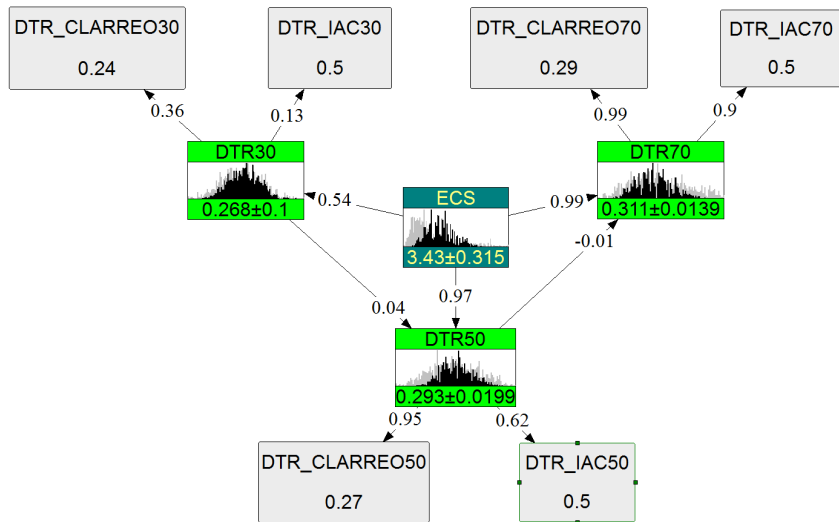 DTR_CLARREO30
0.24
DTR_IAC30
0.5
DTR_CLARREO70
0.29
DTR_IAC70
0.5
0.36
0.13
0.99
0.9
DTR30
0.268±0.1
DTR70
0.311±0.0139
0.54
ECS
3.43±0.315
0.99
-0.01
0.04
0.97
DTR50
0.293±0.0199
0.95
0.62
DTR_CLARREO50
0.27
DTR_IAC50
0.5